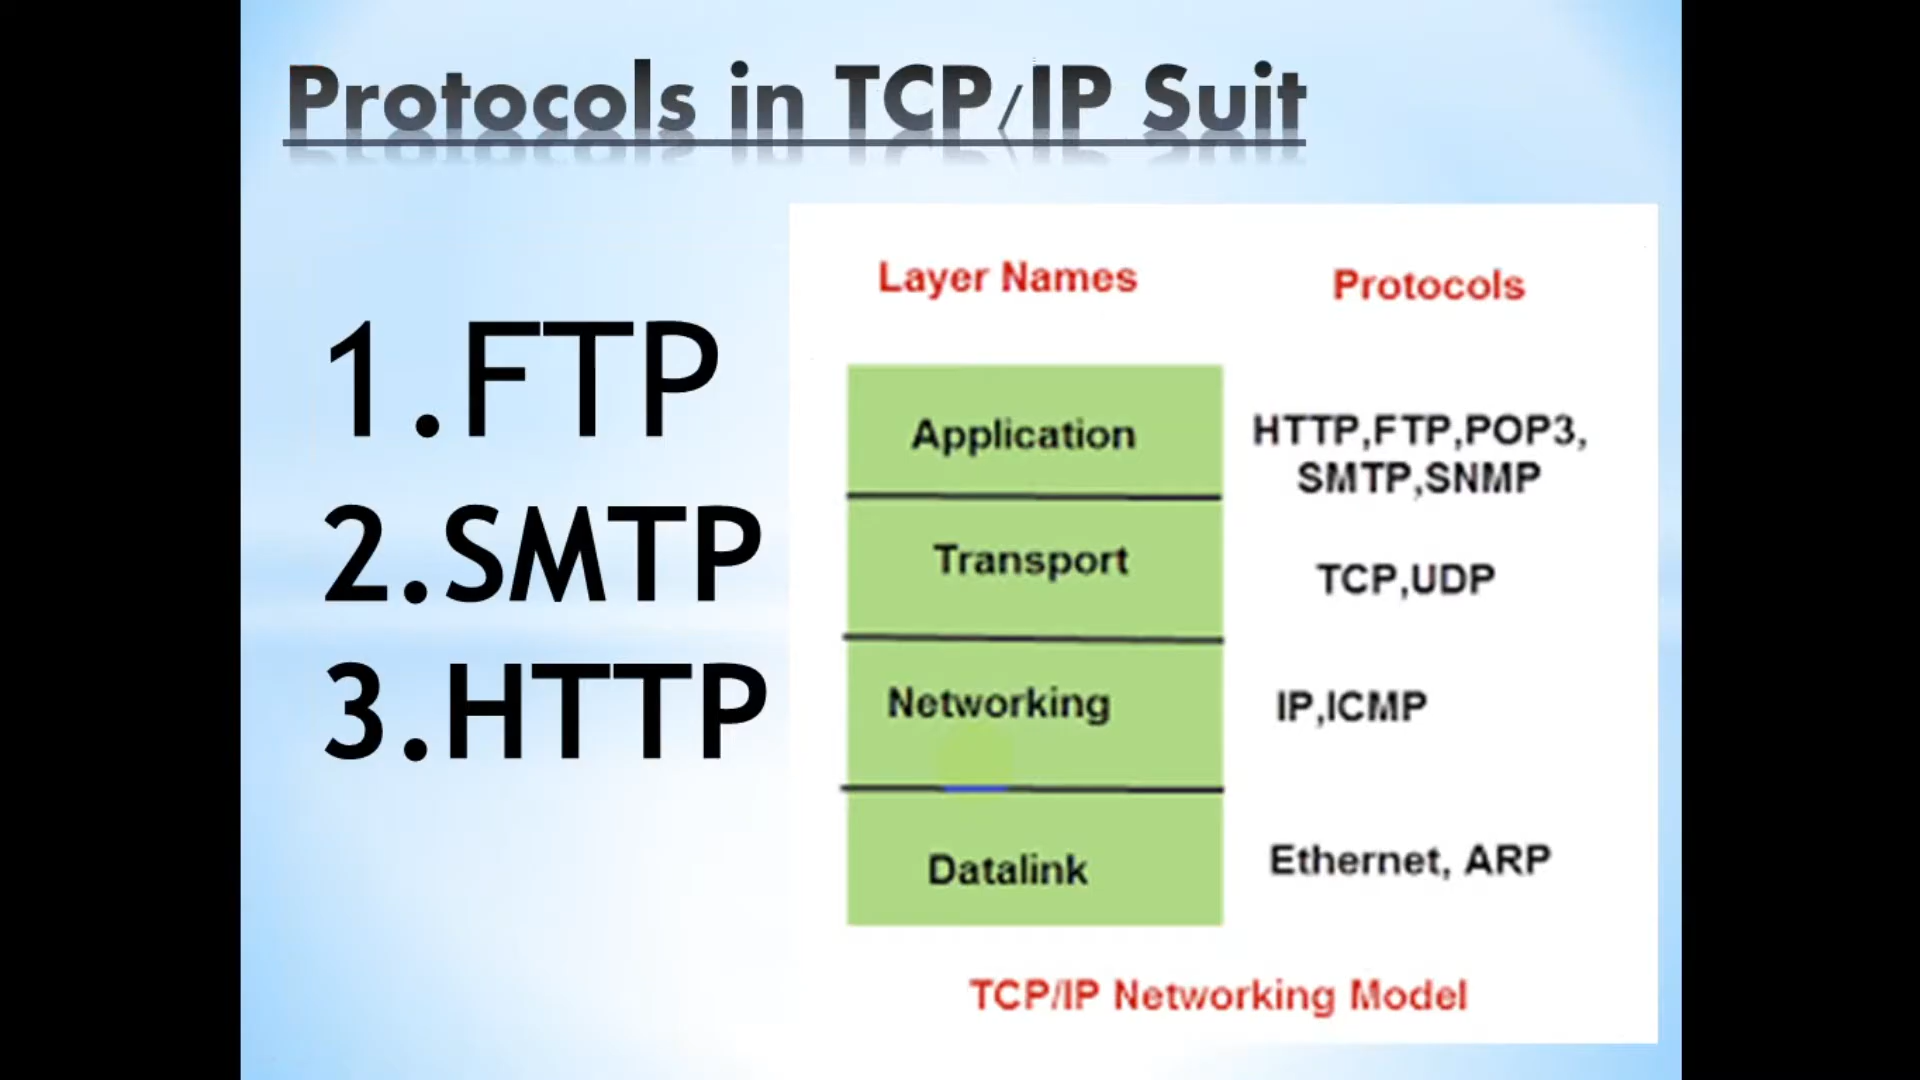 Protocols in TCP/IP Suit
1.FTP
2.SMTP
3.HTTP
Layer Names
Protocols
Application
HTTP,FTP,POP3,
SMTP,SNMP
Transport
TCP,UDP
Networking
IP,ICMP
Datalink
Ethernet, ARP
TCP/IP Networking Model